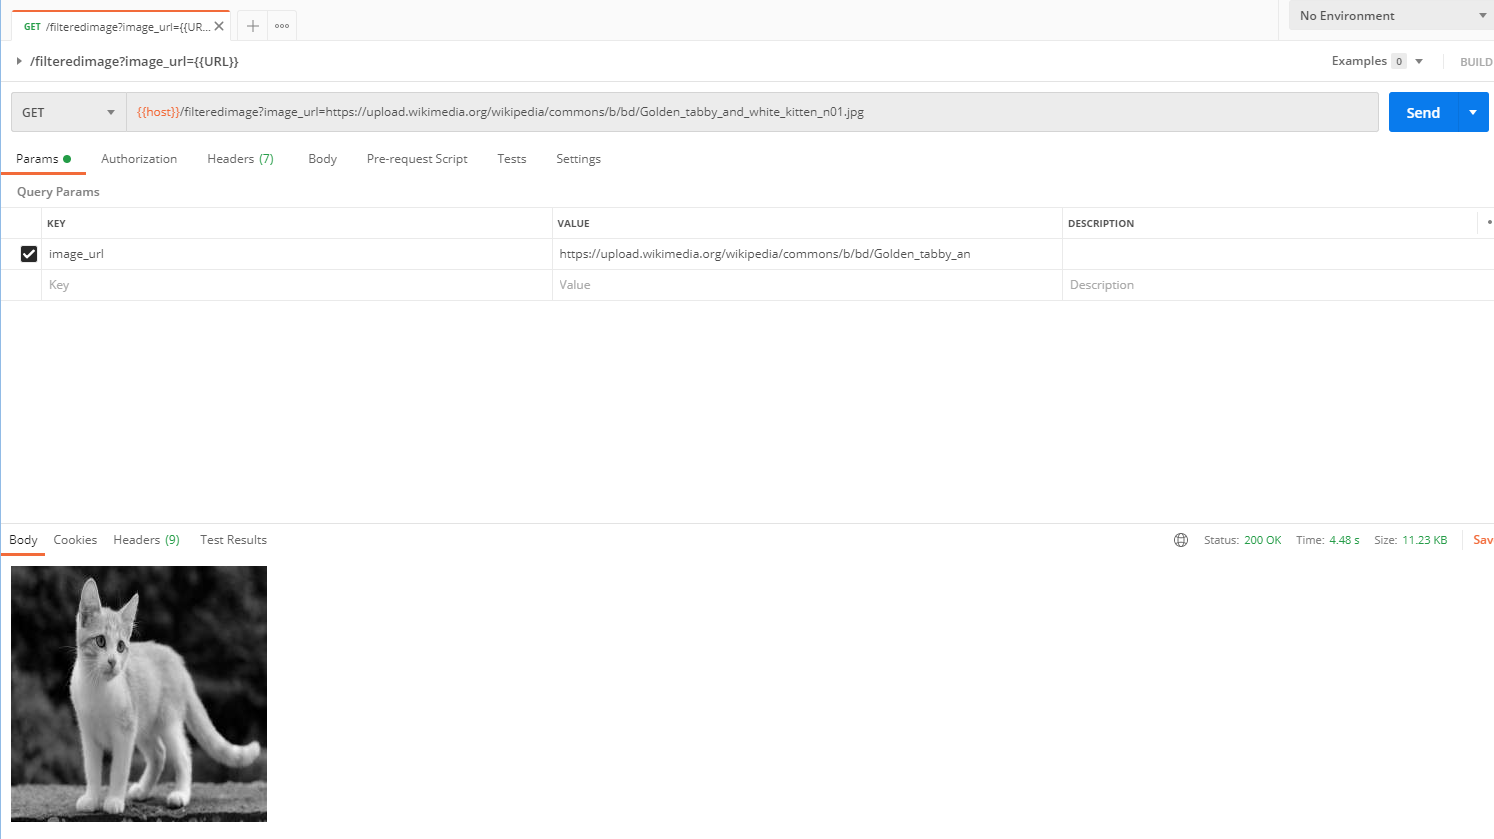 GET /filteredimage?image_url={{UR...
No Environment
/filteredimage?image_url={{URL}}
Examples 0
BUILD
GET
{{host}}/filteredimage?image_url=https://upload.wikimedia.org/wikipedia/commons/b/bd/Golden_tabby_and_white_kitten_n01.jpg
Send
Params Authorization Headers (7) Body Pre-request Script Tests Settings
Query Params
KEY VALUE DESCRIPTION
image_url https://upload.wikimedia.org/wikipedia/commons/b/bd/Golden_tabby_an
Key Value Description
Body Cookies Headers (9) Test Results Status: 200 OK Time: 4.48 s Size: 11.23 KB Sav